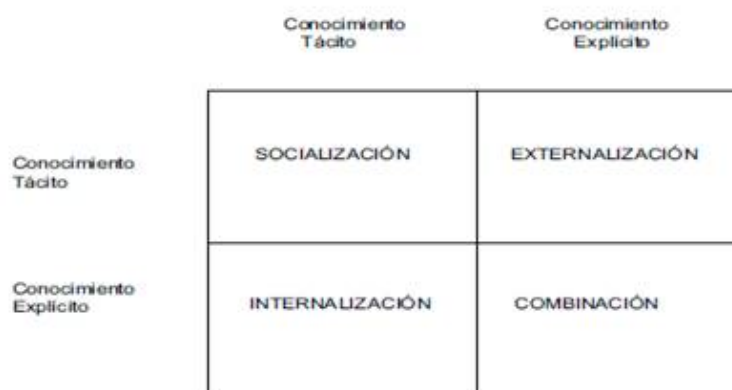 Conocimiento
Tácito
Conocimiento
Explícito
Conocimiento
Tácito
SOCIALIZACIÓN
EXTERNALIZACIÓN
Conocimiento
Explícito
INTERNALIZACIÓN
COMBINACIÓN